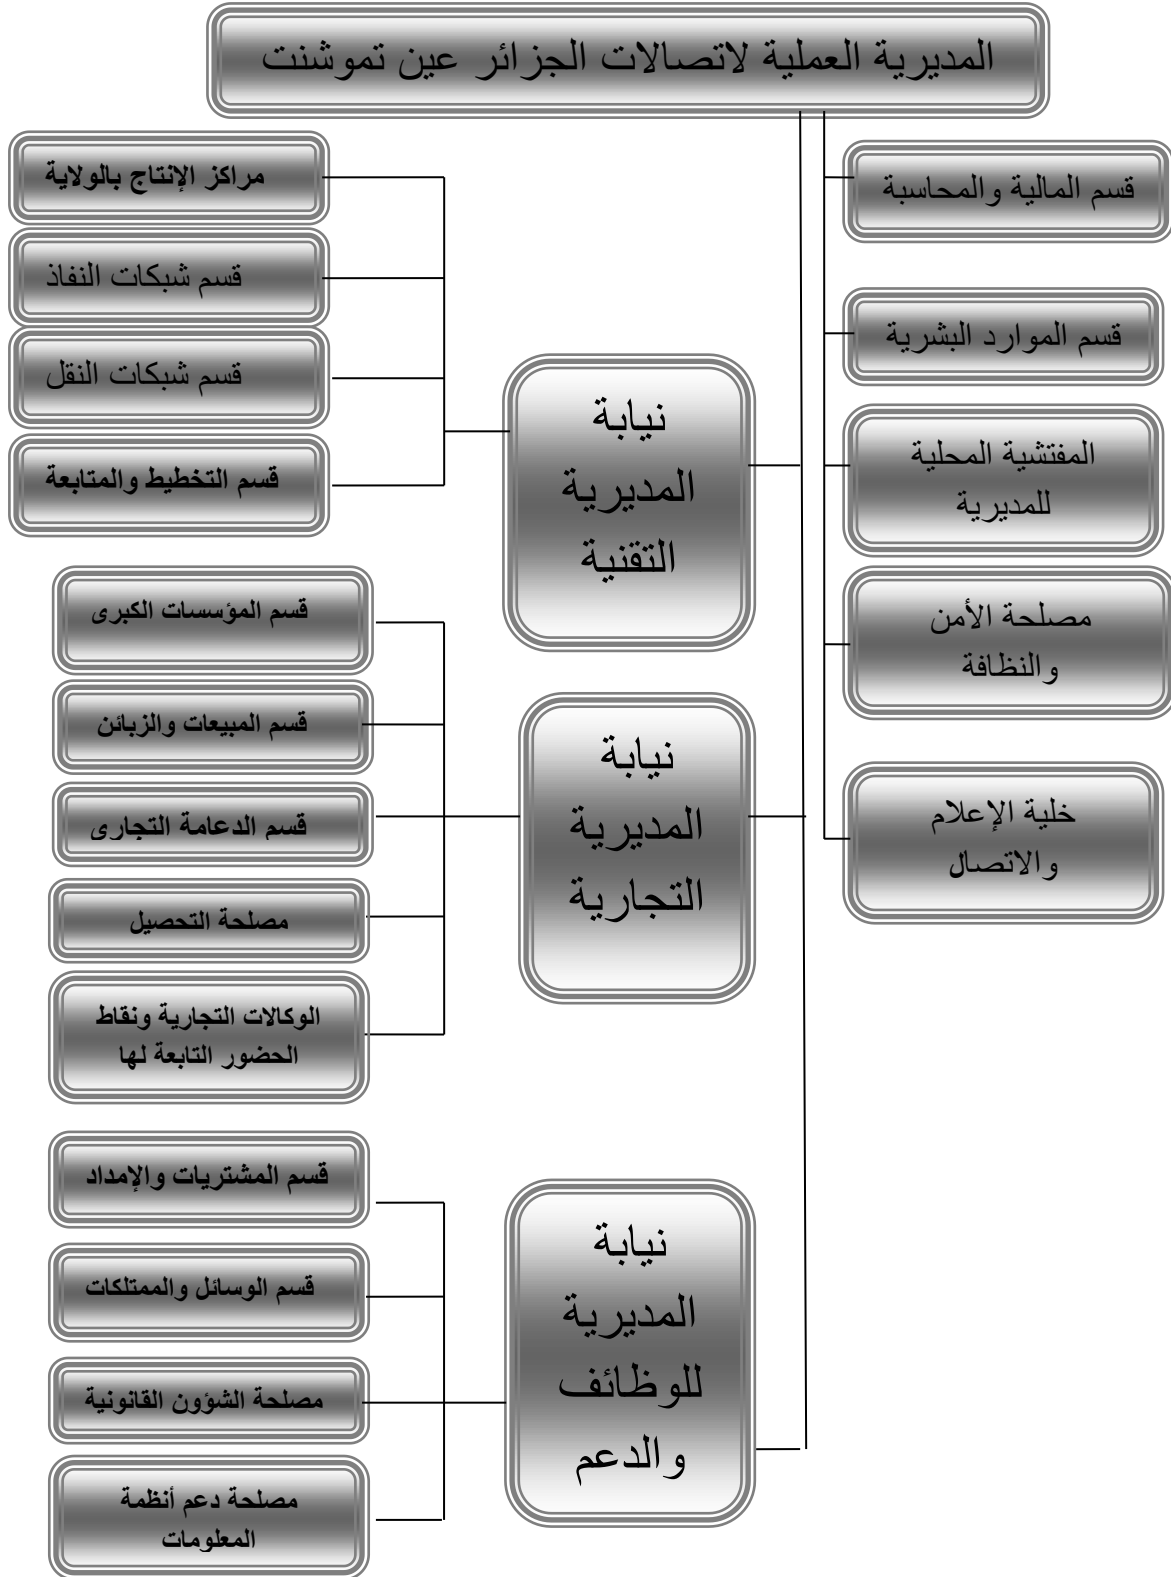 المديرية العملية لاتصالات الجزائر عين تموشنت
قسم المالية والمحاسبة
قسم الموارد البشرية
المفتشية المحلية
للمديرية
مصلحة الأمن
والنظافة
خلية الإعلام
والاتصال
نيابة
المديرية
التقنية
مراكز الإنتاج بالولاية
قسم شبكات النفاذ
قسم شبكات النقل
قسم التخطيط والمتابعة
نيابة
المديرية
التجارية
قسم المؤسسات الكبرى
قسم المبيعات والزبائن
قسم الدعامة التجارى
مصلحة التحصيل
الوكالات التجارية ونقاط
الحضور التابعة لها
نيابة
المديرية
للوظائف
والدعم
قسم المشتريات والإمداد
قسم الوسائل والممتلكات
مصلحة الشؤون القانونية
مصلحة دعم أنظمة
المعلومات